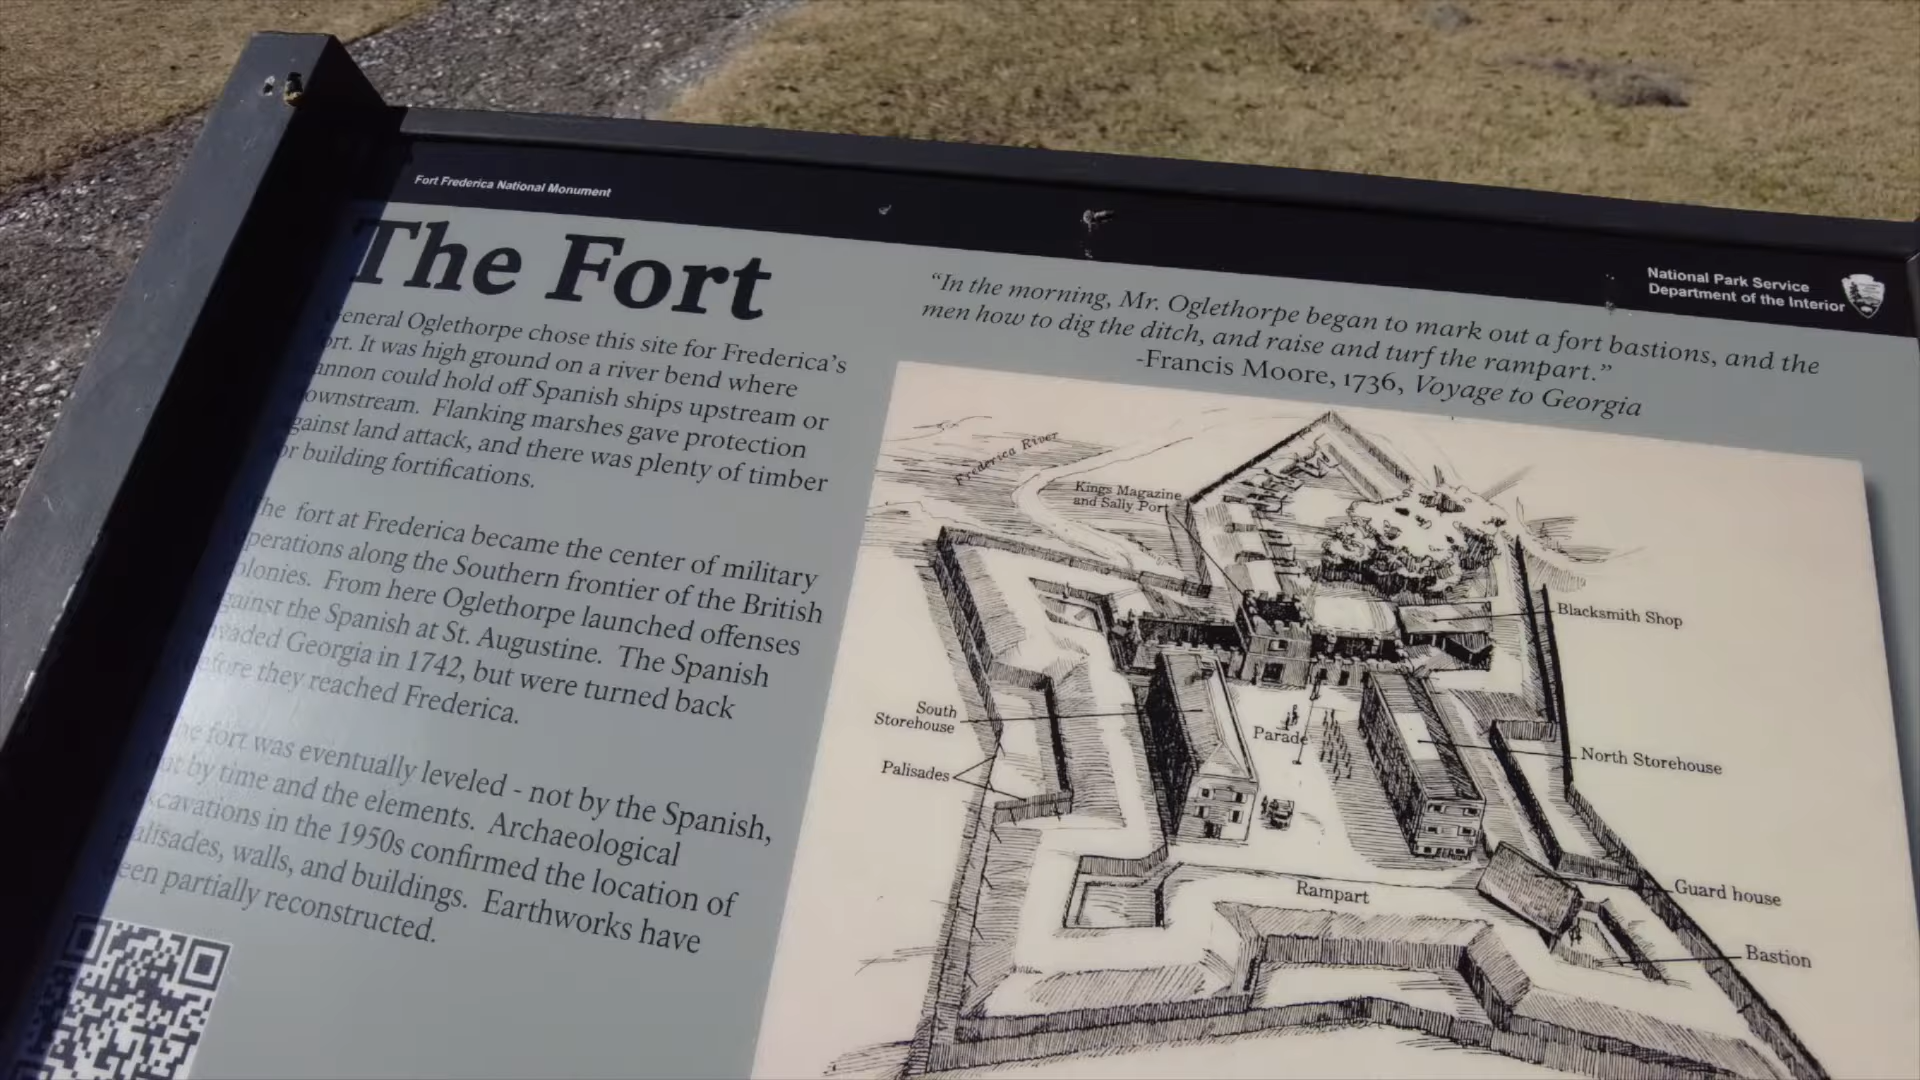 Fort Frederica National Monument
The Fort
eneral Oglethorpe chose this site for Frederica's
ort. It was high ground on a river bend where
annon could hold off Spanish ships upstream or
ownstream. Flanking marshes gave protection
gainst land attack, and there was plenty of timber
or building fortifications.
he fort at Frederica became the center of military
perations along the Southern frontier of the British
olonies. From here Oglethorpe launched offenses
gainst the Spanish at St. Augustine. The Spanish
vaded Georgia in 1742, but were turned back
efore they reached Frederica.
he fort was eventually leveled - not by the Spanish,
ut by time and the elements. Archaeological
xcavations in the 1950s confirmed the location of
palisades, walls, and buildings. Earthworks have
een partially reconstructed.
National Park Service
Department of the Interior
"In the morning, Mr. Oglethorpe began to mark out a fort bastions, and the
men how to dig the ditch, and raise and turf the rampart."
-Francis Moore, 1736, Voyage to Georgia
Frederica River
Kings Magazine
and Sally Port
Blacksmith Shop
South
Storehouse
Parade
North Storehouse
Palisades
Rampart
Guard house
Bastion